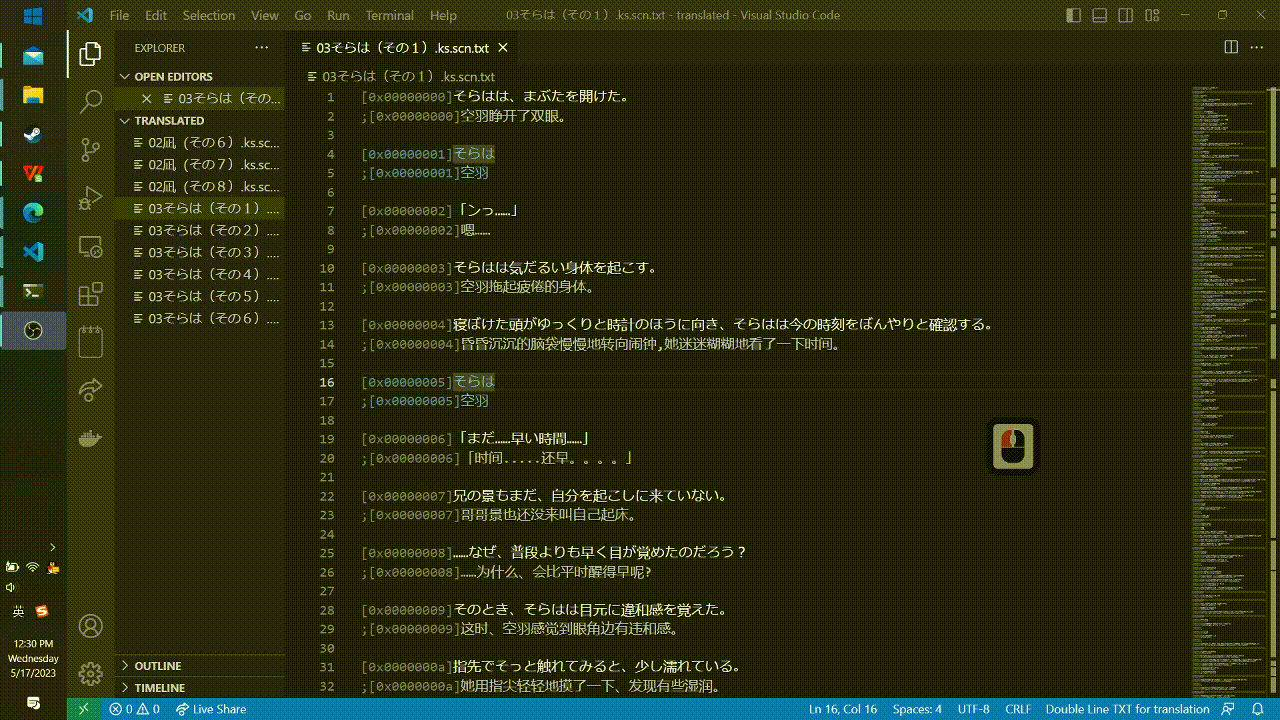 File Edit Selection View Go Run Terminal Help
03そらは（その１）.ks.scn.txt - translated - Visual Studio Code
EXPLORER
OPEN EDITORS
03そらは（その...
TRANSLATED
02凪（その６）.ks.sc...
02凪（その７）.ks.sc...
02凪（その８）.ks.sc...
03そらは（その１）....
03そらは（その２）....
03そらは（その３）....
03そらは（その４）....
03そらは（その５）....
03そらは（その６）....
OUTLINE
TIMELINE
英
12:30 PM
Wednesday
5/17/2023
03そらは（その１）.ks.scn.txt
03そらは（その１）.ks.scn.txt
1 [0x00000000]そらはは、まぶたを開けた。
2 ;[0x00000000]空羽睁开了双眼。
3
4 [0x00000001]そらは
5 ;[0x00000001]空羽
6
7 [0x00000002]「ンっ……」
8 ;[0x00000002]嗯……
9
10 [0x00000003]そらはは気だるい身体を起こす。
11 ;[0x00000003]空羽抱起疲倦的身体。
12
13 [0x00000004]寝ぼけた頭がゆっくりと時計のほうに向き、そらはは今の時刻をぼんやりと確認する。
14 ;[0x00000004]昏昏沉沉的脑袋慢慢地转向闹钟,她迷迷糊糊地看了一下时间。
15
16 [0x00000005]そらは
17 ;[0x00000005]空羽
18
19 [0x00000006]「まだ……早い時間……」
20 ;[0x00000006]「时间．．．．还早。。。。」
21
22 [0x00000007]兄の景もまだ、自分を起こしに来ていない。
23 ;[0x00000007]哥哥景也还没来叫自己起床。
24
25 [0x00000008]……なぜ、普段よりも早く目が覚めたのだろう？
26 ;[0x00000008]……为什么、会比平时醒得早呢?
27
28 [0x00000009]そのとき、そらはは目元に違和感を覚えた。
29 ;[0x00000009]这时、空羽感觉到眼角边有违和感。
30
31 [0x0000000a]指先でそっと触れてみると、少し濡れている。
32 ;[0x0000000a]她用指尖轻轻地摸了一下、发现有些湿润。
0 0 Live Share
Ln 16, Col 16 Spaces: 4 UTF-8 CRLF Double Line TXT for translation